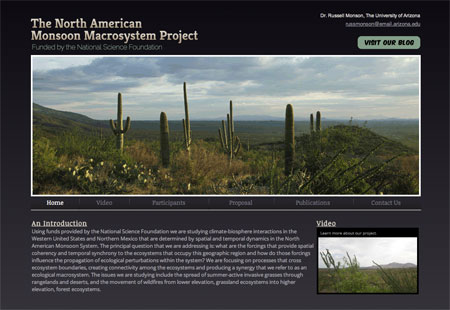 Dr. Russell Monson, The University of Arizona
russmonson@email.arizona.edu
The North American
Monsoon Macrosystem Project
Funded by the National Science Foundation
VISIT OUR BLOG
Home Video Participants Proposal Publications Contact Us
An Introduction
Using funds provided by the National Science Foundation we are studying climate-biosphere interactions in the
Western United States and Northern Mexico that are determined by spatial and temporal dynamics in the North
American Monsoon System. The principal question that we are addressing is: what are the forcings that provide spatial
coherency and temporal synchrony to the ecosystems that occupy this geographic region and how do those forcings
influence the propagation of ecological perturbations within the system? We are focusing on processes that cross
ecosystem boundaries, creating connectivity among the ecosystems and producing a synergy that we refer to as an
ecological macrosystem. The issues we are studying include the spread of summer-active invasive grasses through
rangelands and deserts, and the movement of wildfires from lower elevation, grassland ecosystems into higher
elevation, forest ecosystems.
Video
Learn more about our project